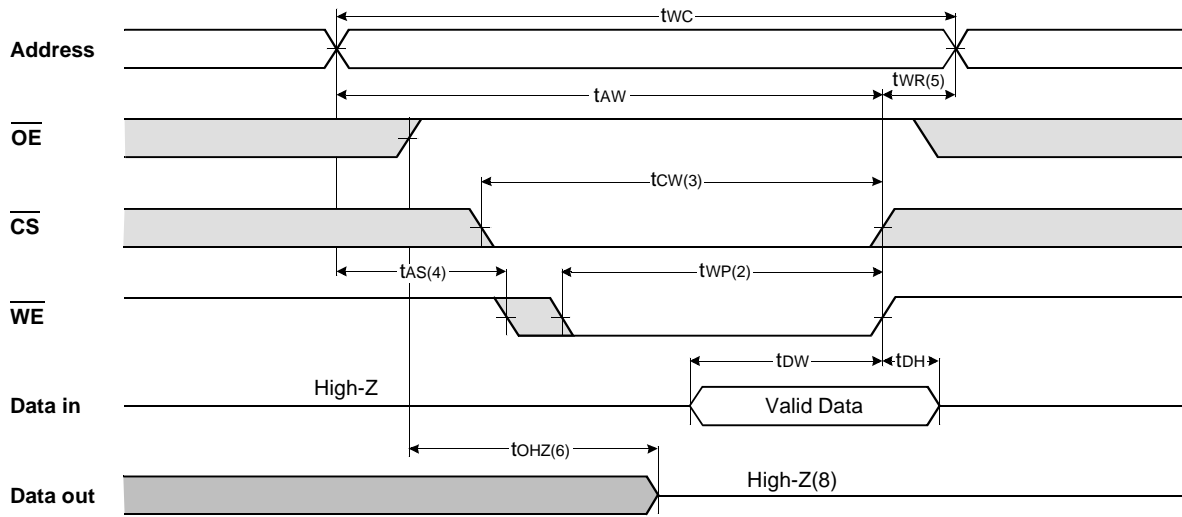 tWC
Address
tAW
tWR(5)
OE
tCW(3)
CS
tAS(4)
tWP(2)
WE
tDW
tDH
High-Z
Data in
Valid Data
tOHZ(6)
High-Z(8)
Data out